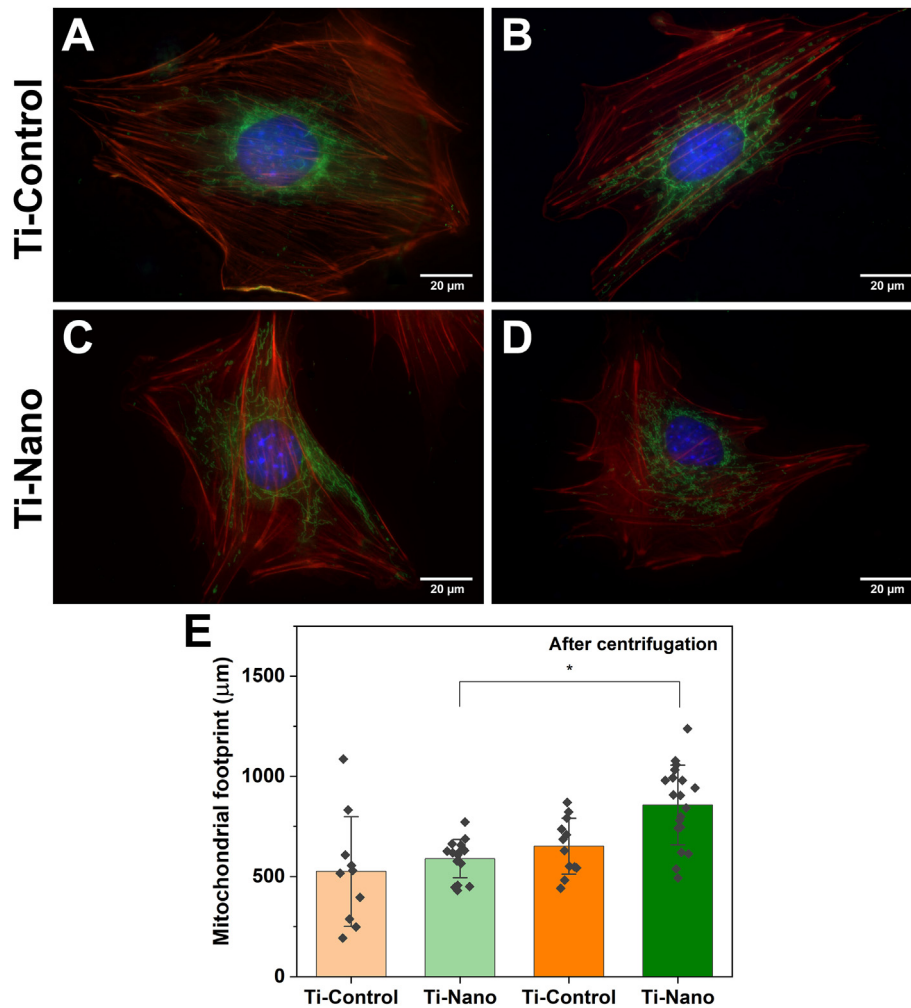 A
B
Ti-Control
20 µm
20 µm
C
D
Ti-Nano
20 µm
20 µm
E
After centrifugation
*
Mitochondrial footprint (µm)
1500
1000
500
0
Ti-Control Ti-Nano Ti-Control Ti-Nano